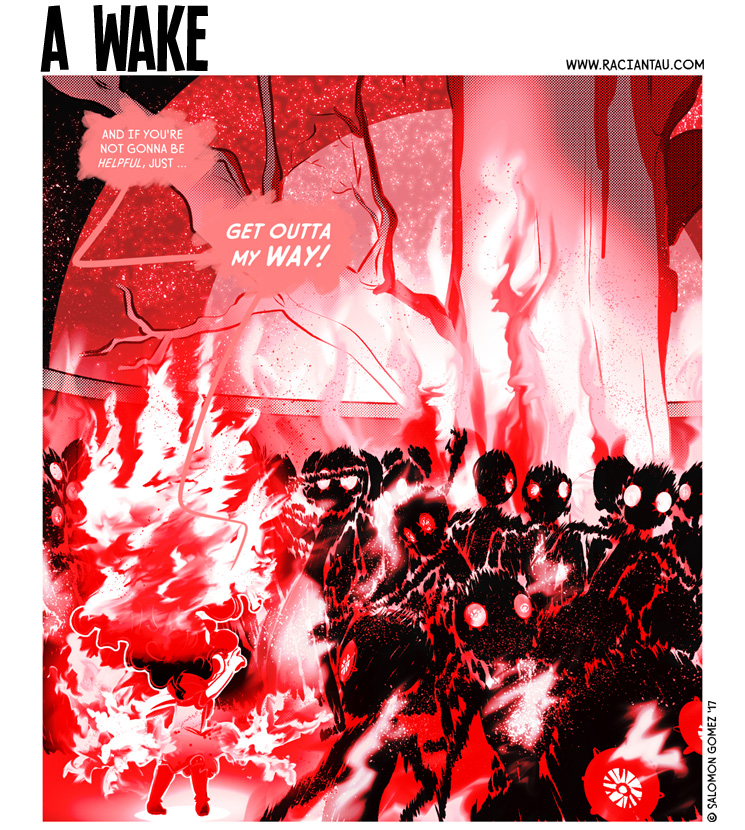 A WAKE
WWW.RACIANTAU.COM
AND IF YOU'RE
NOT GONNA BE
HELPFUL, JUST ...
GET OUTTA
MY WAY!
© SALOMON GOMEZ '17